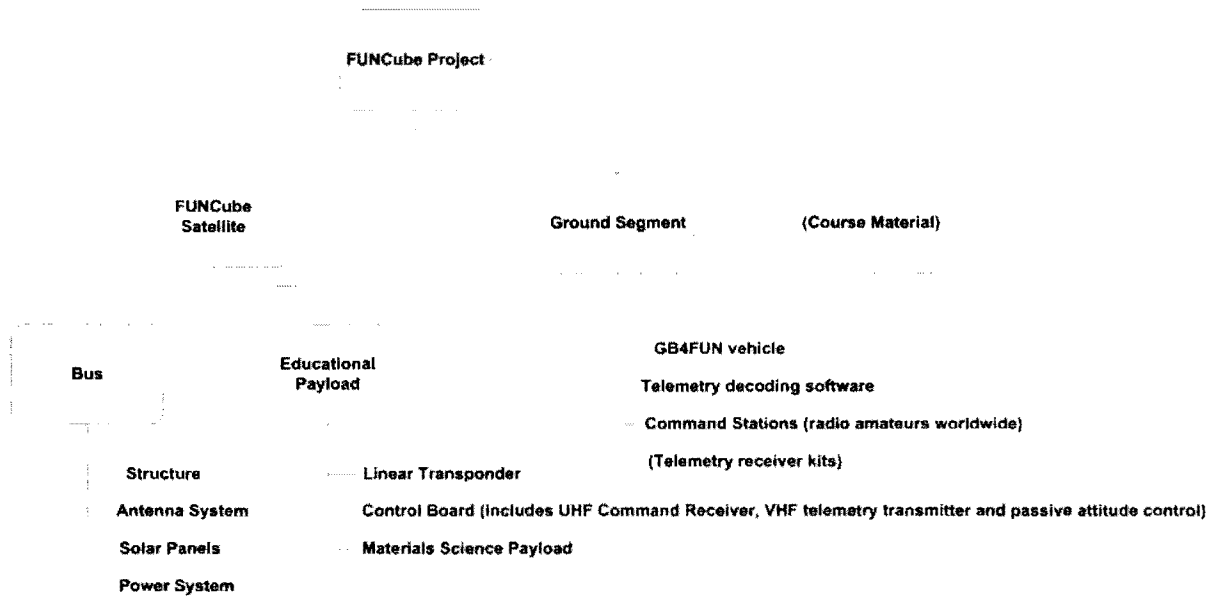 FUNCube Project
FUNCube
Satellite
Ground Segment
(Course Material)
Bus
Educational
Payload
GB4FUN vehicle
Telemetry decoding software
Command Stations (radio amateurs worldwide)
(Telemetry receiver kits)
Structure
Antenna System
Solar Panels
Power System
Linear Transponder
Control Board (includes UHF Command Receiver, VHF telemetry transmitter and passive attitude control)
Materials Science Payload